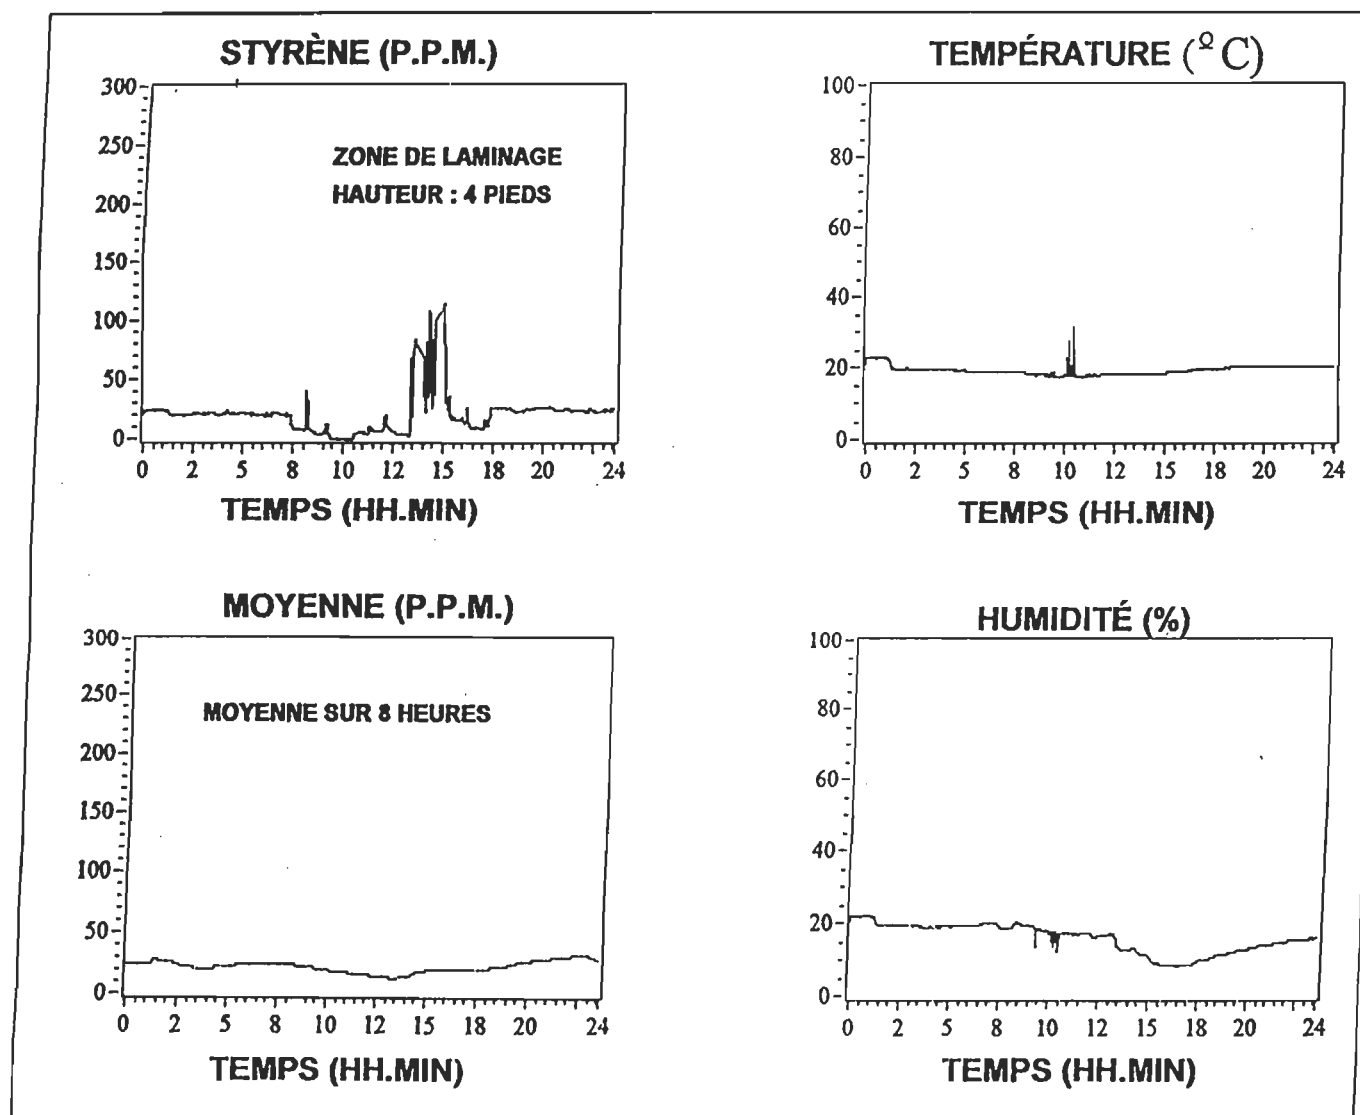 STYRÈNE (P.P.M.)
300
250
200
150
100
50
0
ZONE DE LAMINAGE
HAUTEUR : 4 PIEDS
0 2 5 8 10 12 15 18 20 24
TEMPS (HH.MIN)
TEMPÉRATURE (º C)
100
80
60
40
20
0
0 2 5 8 10 12 15 18 20 24
TEMPS (HH.MIN)
MOYENNE (P.P.M.)
300
250
200
150
100
50
0
MOYENNE SUR 8 HEURES
0 2 5 8 10 12 15 18 20 24
TEMPS (HH.MIN)
HUMIDITÉ (%)
100
80
60
40
20
0
0 2 5 8 10 12 15 18 20 24
TEMPS (HH.MIN)